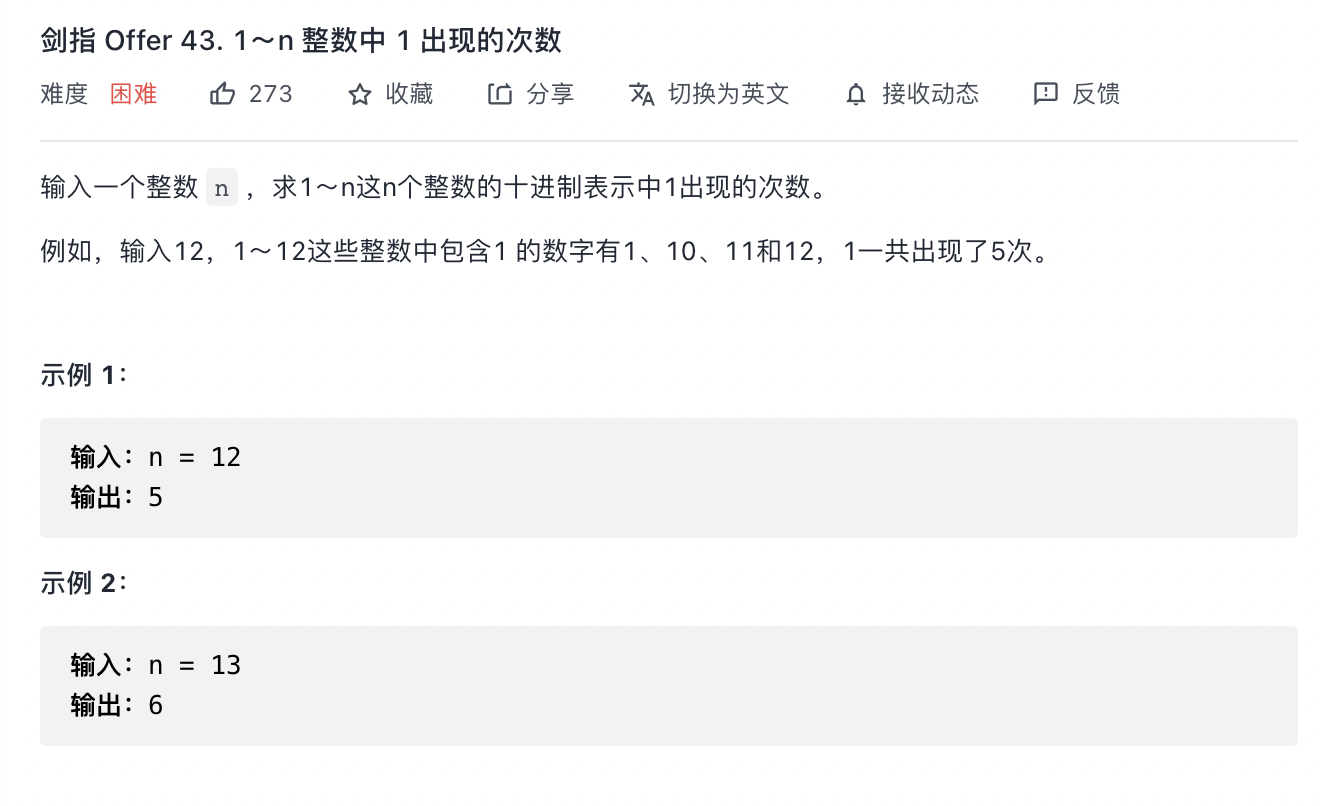 剑指 Offer 43. 1～n 整数中 1 出现的次数
难度 困难 273 收藏 分享 切换为英文 接收动态 反馈
输入一个整数 n ，求1～n这n个整数的十进制表示中1出现的次数。
例如，输入12，1～12这些整数中包含1 的数字有1、10、11和12，1一共出现了5次。
示例 1：
输入：n = 12
输出：5
示例 2：
输入：n = 13
输出：6